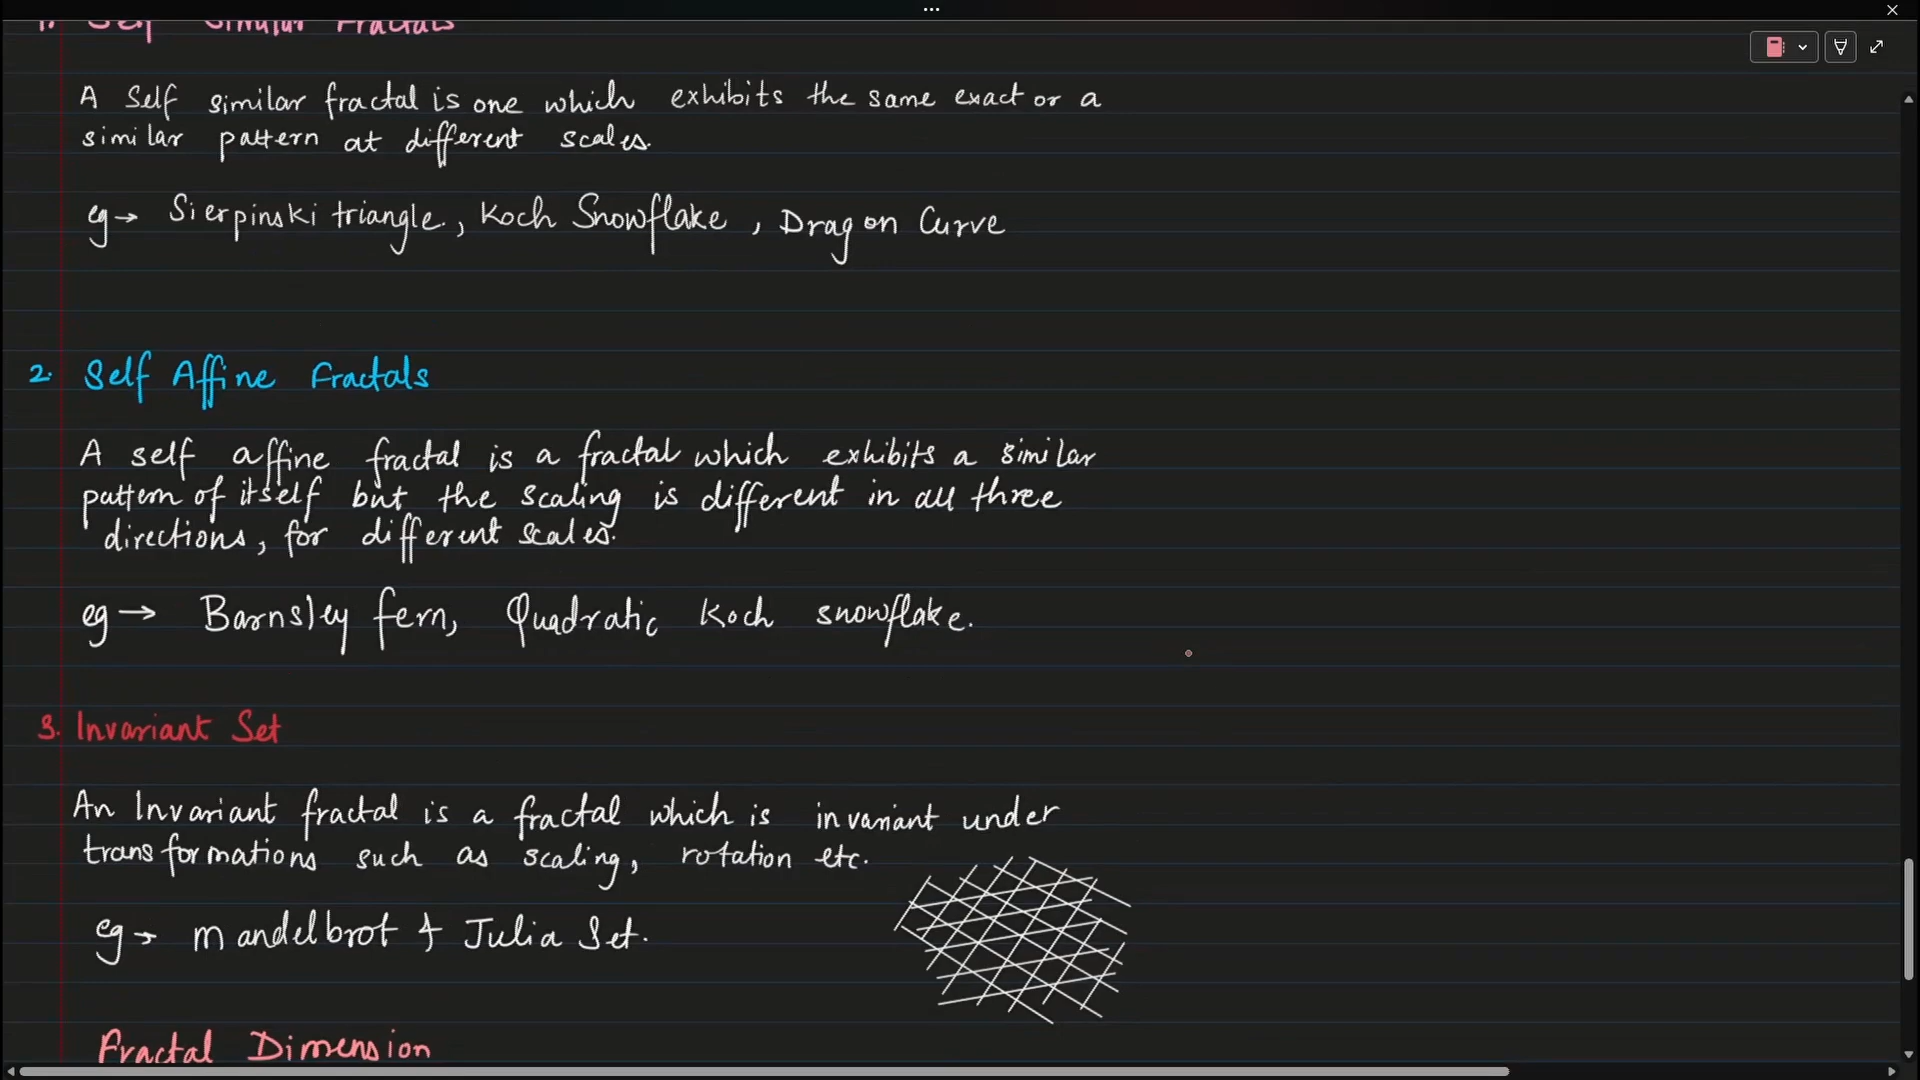 1. Self Similar Fractals
A Self similar fractal is one which exhibits the same exact or a
similar pattern at different scales.
eg → Sierpinski triangle, Koch Snowflake, Dragon Curve
2. Self Affine Fractals
A self affine fractal is a fractal which exhibits a similar
pattern of itself but the scaling is different in all three
directions, for different scales.
eg → Barnsley fern, Quadratic Koch snowflake.
3. Invariant Set
An Invariant fractal is a fractal which is invariant under
transformations such as scaling, rotation etc.
eg → Mandelbrot & Julia Set.
Fractal Dimension